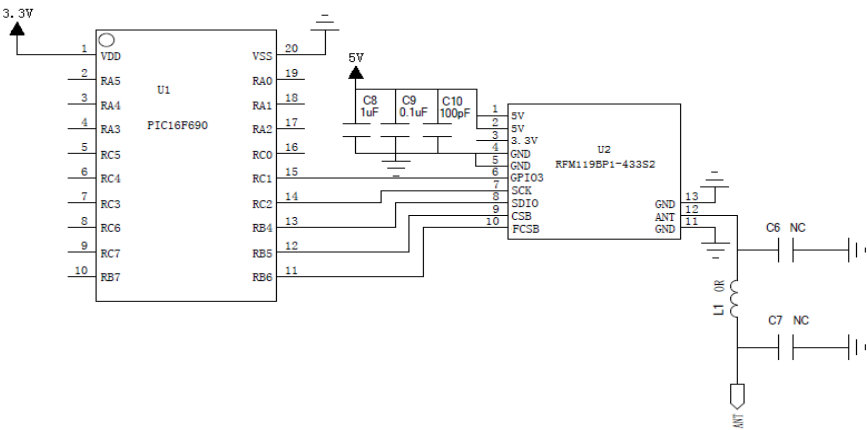 3.3V
1 VDD VSS 20
2 RA5 RA0 19
3 RA4 RA1 18
4 RA3 RA2 17
5 RC5 RC0 16
6 RC4 RC1 15
7 RC3 RC2 14
8 RC6 RB4 13
9 RC7 RB5 12
10 RB7 RB6 11
U1
PIC16F690
5V
C8 C9 C10
1uF 0.1uF 100pF
1 5V
2 5V
3 3.3V
4 GND
5 GND
6 GPIO3
7 SCK
8 SDIO
9 CSB
10 FCSB
U2
RFM119BP1-433S2
GND 13
ANT 12
GND 11
C6 NC
L1 0R
C7 NC
ANT